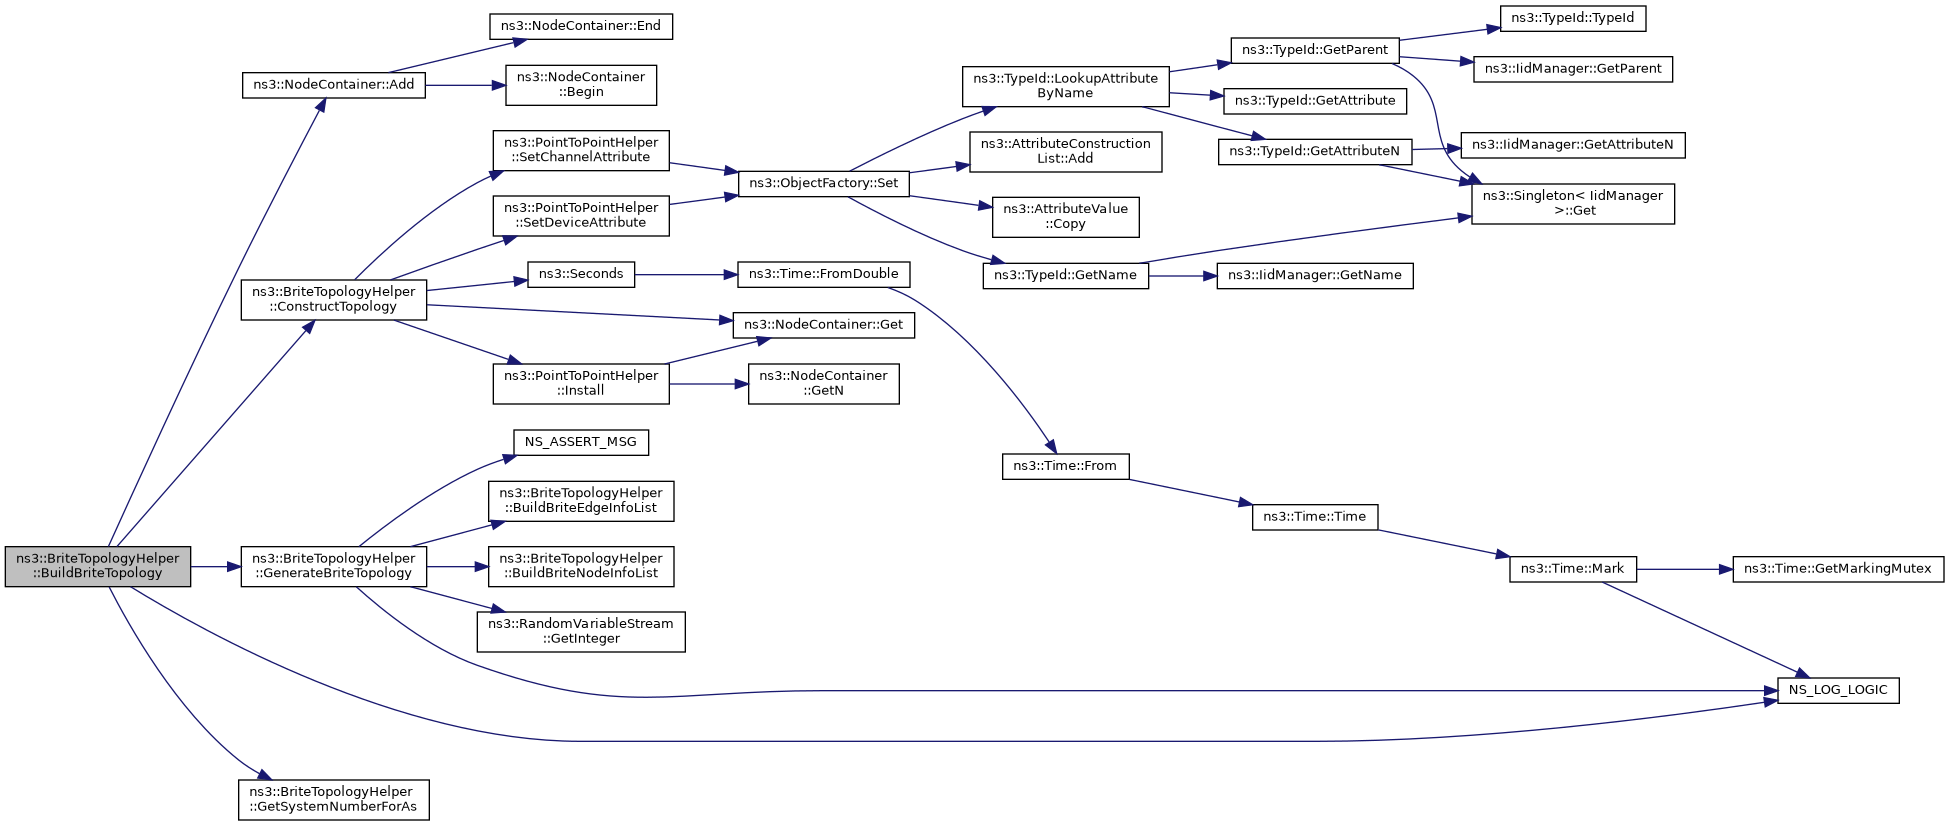 ns3::BriteTopologyHelper
::BuildBriteTopology
ns3::NodeContainer::Add
ns3::NodeContainer::End
ns3::NodeContainer
::Begin
ns3::BriteTopologyHelper
::ConstructTopology
ns3::PointToPointHelper
::SetChannelAttribute
ns3::PointToPointHelper
::SetDeviceAttribute
ns3::Seconds
ns3::PointToPointHelper
::Install
ns3::ObjectFactory::Set
ns3::Time::FromDouble
ns3::NodeContainer::Get
ns3::NodeContainer
::GetN
ns3::TypeId::LookupAttribute
ByName
ns3::AttributeConstruction
List::Add
ns3::AttributeValue
::Copy
ns3::TypeId::GetName
ns3::TypeId::GetParent
ns3::TypeId::GetAttribute
ns3::TypeId::GetAttributeN
ns3::IidManager::GetName
ns3::TypeId::TypeId
ns3::IidManager::GetParent
ns3::IidManager::GetAttributeN
ns3::Singleton< IidManager
>::Get
ns3::Time::From
ns3::Time::Time
ns3::Time::Mark
ns3::Time::GetMarkingMutex
NS_LOG_LOGIC
ns3::BriteTopologyHelper
::GenerateBriteTopology
NS_ASSERT_MSG
ns3::BriteTopologyHelper
::BuildBriteEdgeInfoList
ns3::BriteTopologyHelper
::BuildBriteNodeInfoList
ns3::RandomVariableStream
::GetInteger
ns3::BriteTopologyHelper
::GetSystemNumberForAs